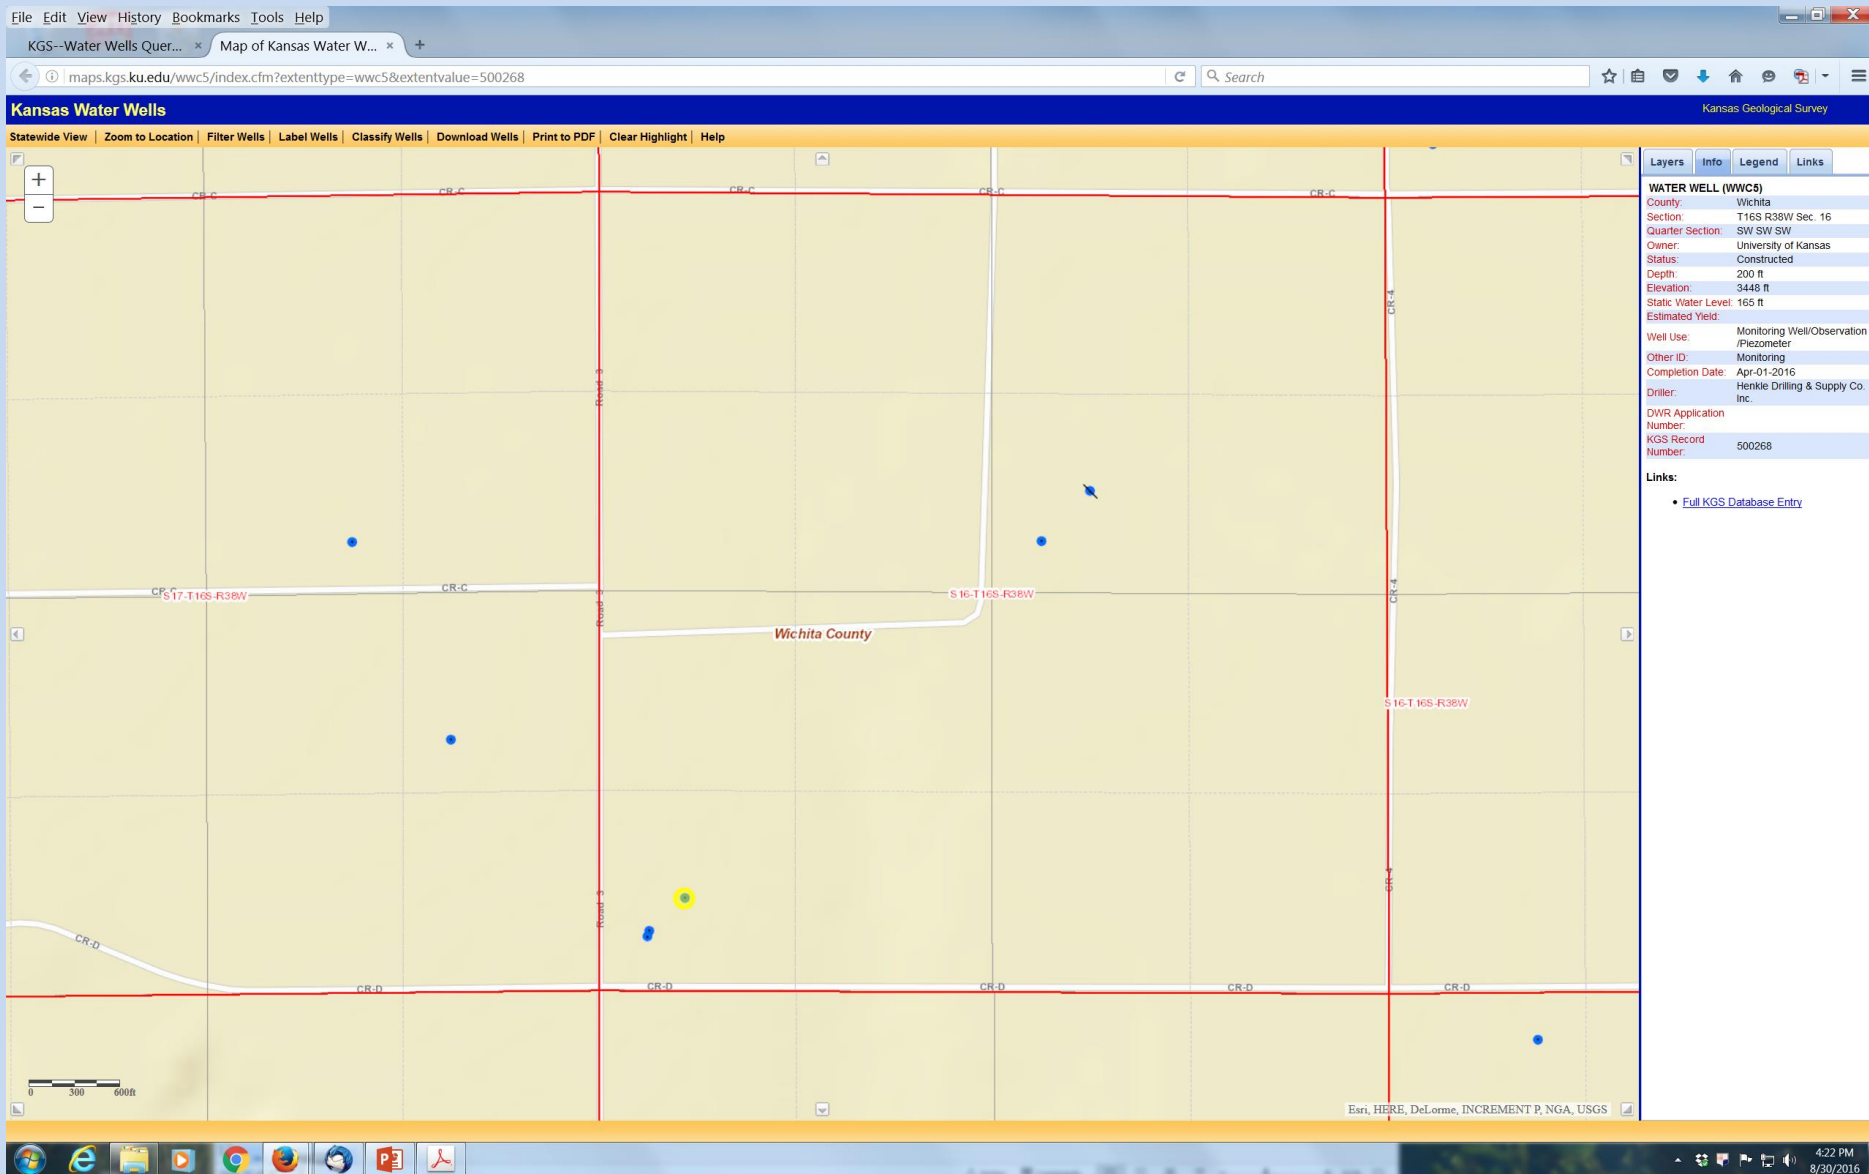 File Edit View History Bookmarks Tools Help
KGS--Water Wells Quer... × Map of Kansas Water W... × +
maps.kgs.ku.edu/wwc5/index.cfm?extenttype=wwc5&extentvalue=500268
Search
Kansas Water Wells
Kansas Geological Survey
Statewide View | Zoom to Location | Filter Wells | Label Wells | Classify Wells | Download Wells | Print to PDF | Clear Highlight | Help
+
−
CR-C CR-C CR-C CR-C CR-C
CR-4
Road 3
CR-C CR-C
S17-T16S-R38W
Road 3
S16-T16S-R38W
CR-4
Wichita County
S16-T16S-R38W
CR-4
Road 3
CR-D
CR-D CR-D CR-D CR-D CR-D
0 300 600ft
Esri, HERE, DeLorme, INCREMENT P, NGA, USGS
Layers Info Legend Links
WATER WELL (WWC5)
County: Wichita
Section: T16S R38W Sec. 16
Quarter Section: SW SW SW
Owner: University of Kansas
Status: Constructed
Depth: 200 ft
Elevation: 3448 ft
Static Water Level: 165 ft
Estimated Yield:
Well Use: Monitoring Well/Observation
/Piezometer
Other ID: Monitoring
Completion Date: Apr-01-2016
Driller: Henkle Drilling & Supply Co.
Inc.
DWR Application
Number:
KGS Record
Number: 500268
Links:
• Full KGS Database Entry
4:22 PM
8/30/2016